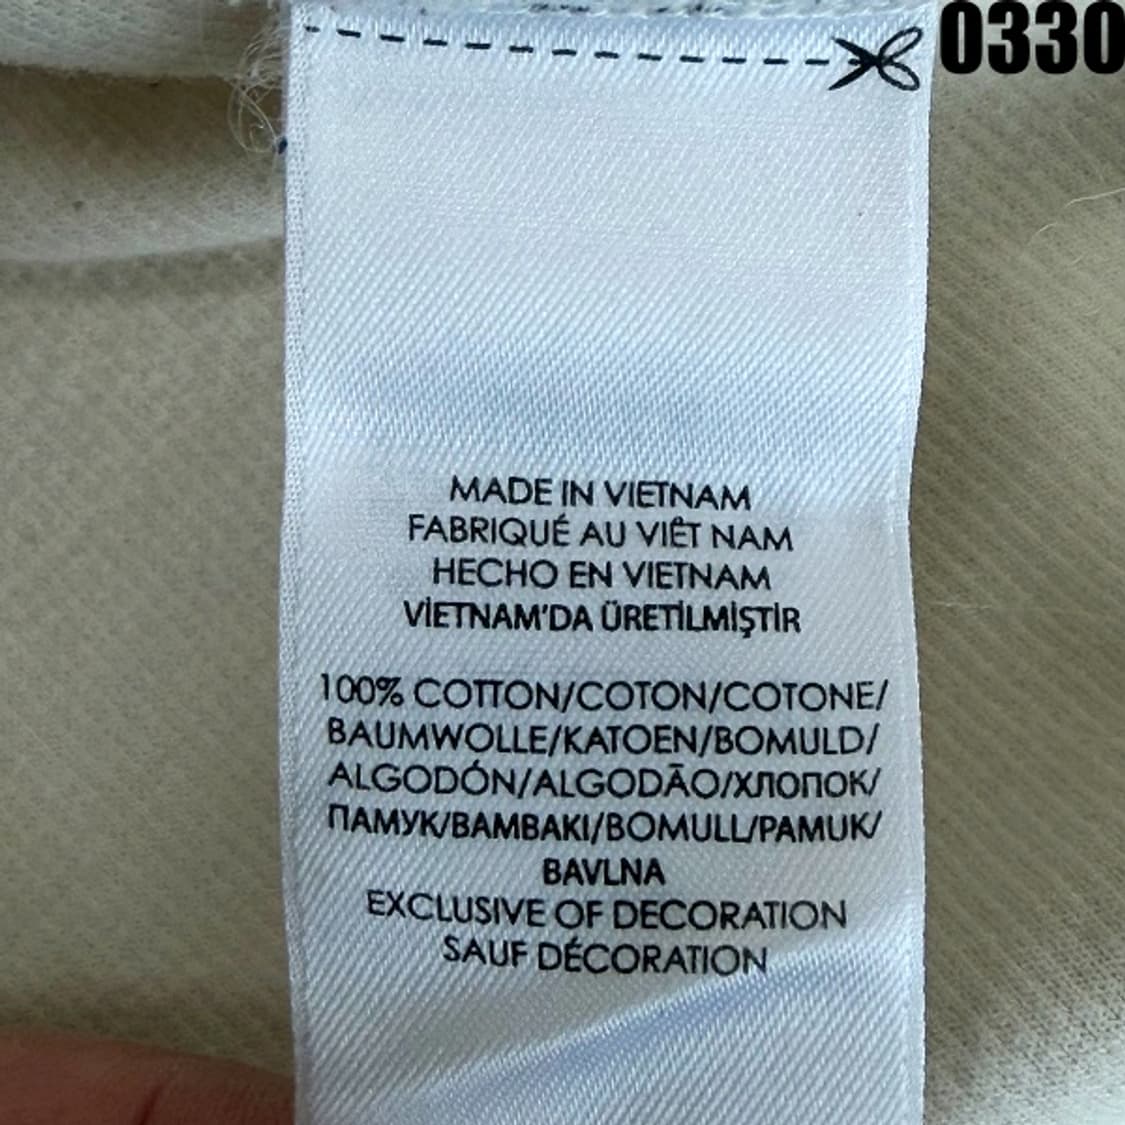 0330
MADE IN VIETNAM
FABRIQUÉ AU VIÊT NAM
HECHO EN VIETNAM
VİETNAM'DA ÜRETİLMİŞTİR
100% COTTON/COTON/COTONE/
BAUMWOLLE/KATOEN/BOMULD/
ALGODÓN/ALGODÃO/ХЛОПОК/
ПАМУК/BAMBAKI/BOMULL/PAMUK/
BAVLNA
EXCLUSIVE OF DECORATION
SAUF DÉCORATION